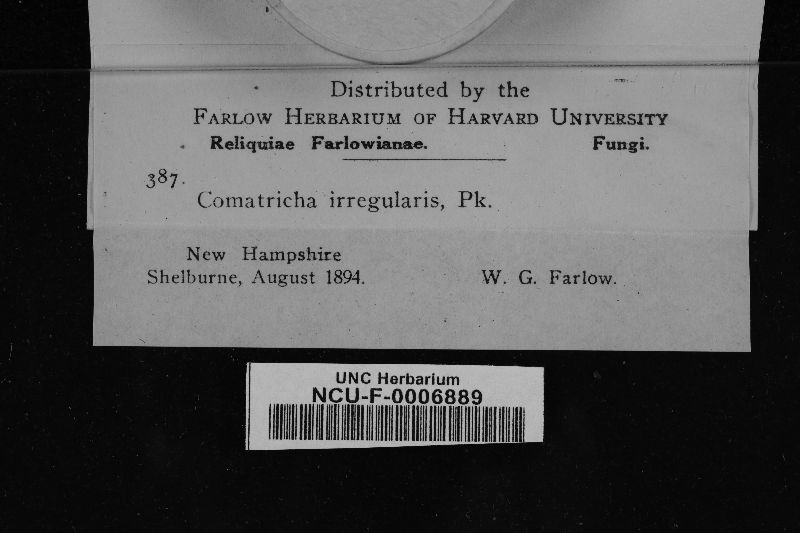 Distributed by the
FARLOW HERBARIUM OF HARVARD UNIVERSITY
Reliquiae Farlowianae. Fungi.
387.
Comatricha irregularis, Pk.
New Hampshire
Shelburne, August 1894. W. G. Farlow.
UNC Herbarium
NCU-F-0006889